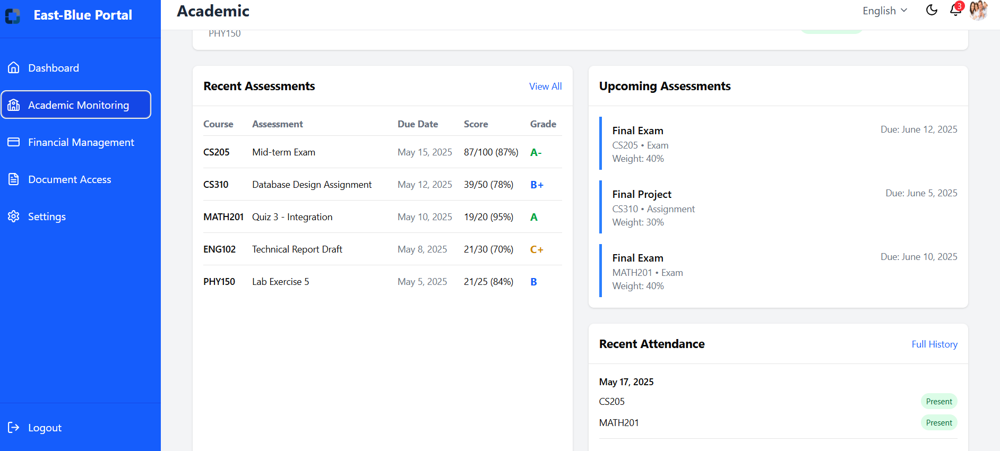 East-Blue Portal
Dashboard
Academic Monitoring
Financial Management
Document Access
Settings
Logout
Academic
English
3
PHY150
Recent Assessments
View All
Course Assessment Due Date Score Grade
CS205 Mid-term Exam May 15, 2025 87/100 (87%) A-
CS310 Database Design Assignment May 12, 2025 39/50 (78%) B+
MATH201 Quiz 3 - Integration May 10, 2025 19/20 (95%) A
ENG102 Technical Report Draft May 8, 2025 21/30 (70%) C+
PHY150 Lab Exercise 5 May 5, 2025 21/25 (84%) B
Upcoming Assessments
Final Exam Due: June 12, 2025
CS205 • Exam
Weight: 40%
Final Project Due: June 5, 2025
CS310 • Assignment
Weight: 30%
Final Exam Due: June 10, 2025
MATH201 • Exam
Weight: 40%
Recent Attendance
Full History
May 17, 2025
CS205 Present
MATH201 Present